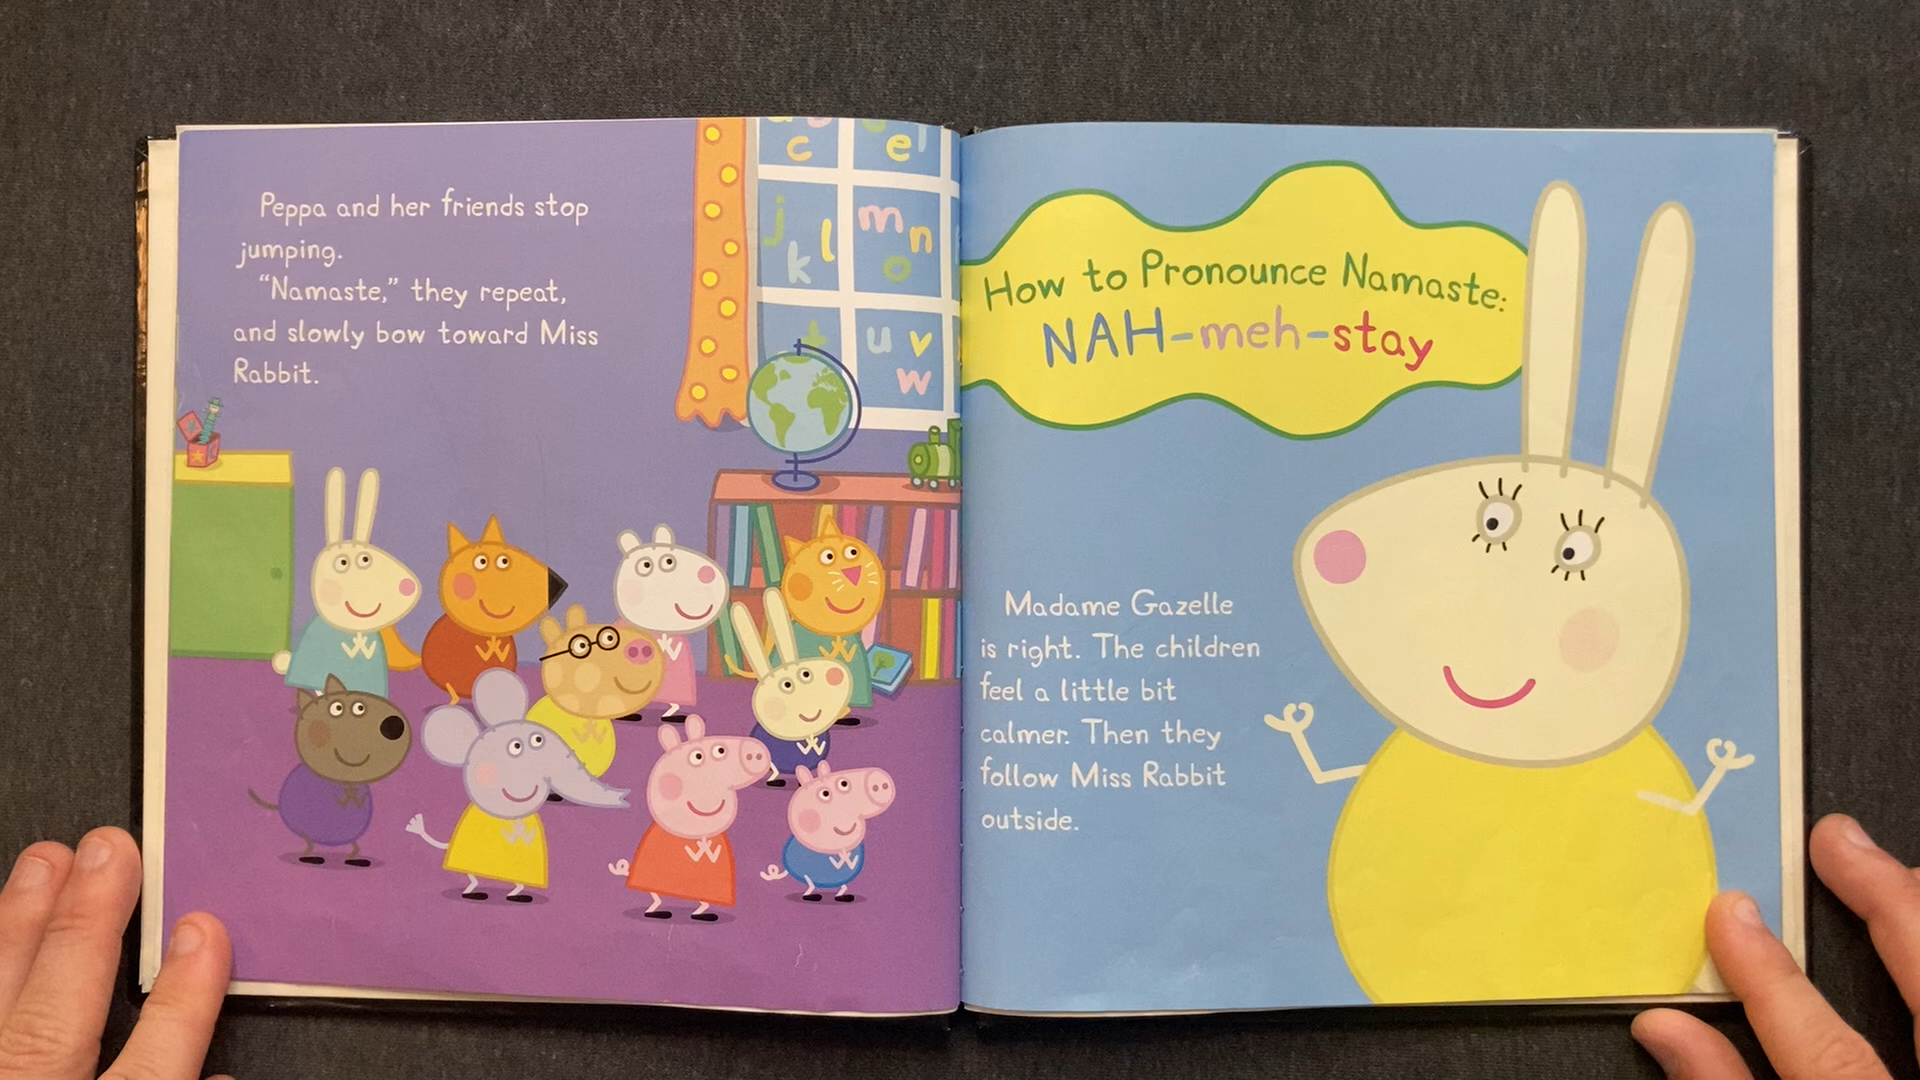 Peppa and her friends stop
jumping.
“Namaste,” they repeat,
and slowly bow toward Miss
Rabbit.
c
e
j
k
l
m
n
o
t
u
v
w
How to Pronounce Namaste:
NAH-meh-stay
Madame Gazelle
is right. The children
feel a little bit
calmer. Then they
follow Miss Rabbit
outside.